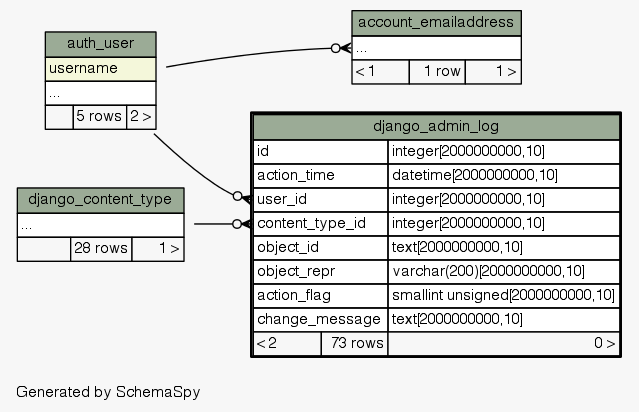 account_emailaddress
...
< 1 1 row 1 >
auth_user
username
...
5 rows 2 >
django_admin_log
id integer[2000000000,10]
action_time datetime[2000000000,10]
user_id integer[2000000000,10]
content_type_id integer[2000000000,10]
object_id text[2000000000,10]
object_repr varchar(200)[2000000000,10]
action_flag smallint unsigned[2000000000,10]
change_message text[2000000000,10]
< 2 73 rows 0 >
django_content_type
...
28 rows 1 >
Generated by SchemaSpy